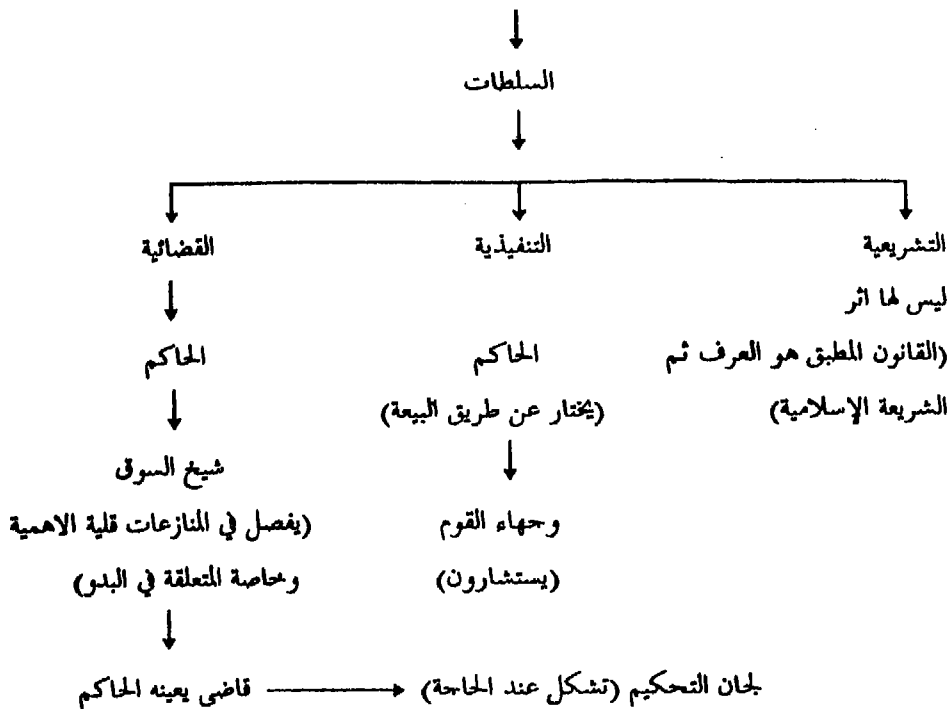 السلطات
التشريعية
ليس لها اثر
(القانون المطبق هو العرف ثم
الشريعة الإسلامية)
التنفيذية
الحاكم
(يختار عن طريق البيعة)
وجهاء القوم
(يستشارون)
القضائية
الحاكم
شيخ السوق
(يفصل في المنازعات قلية الاهمية
وخاصة المتعلقة في البدو)
قاضى يعينه الحاكم
لجان التحكيم (تشكل عند الحاجة)